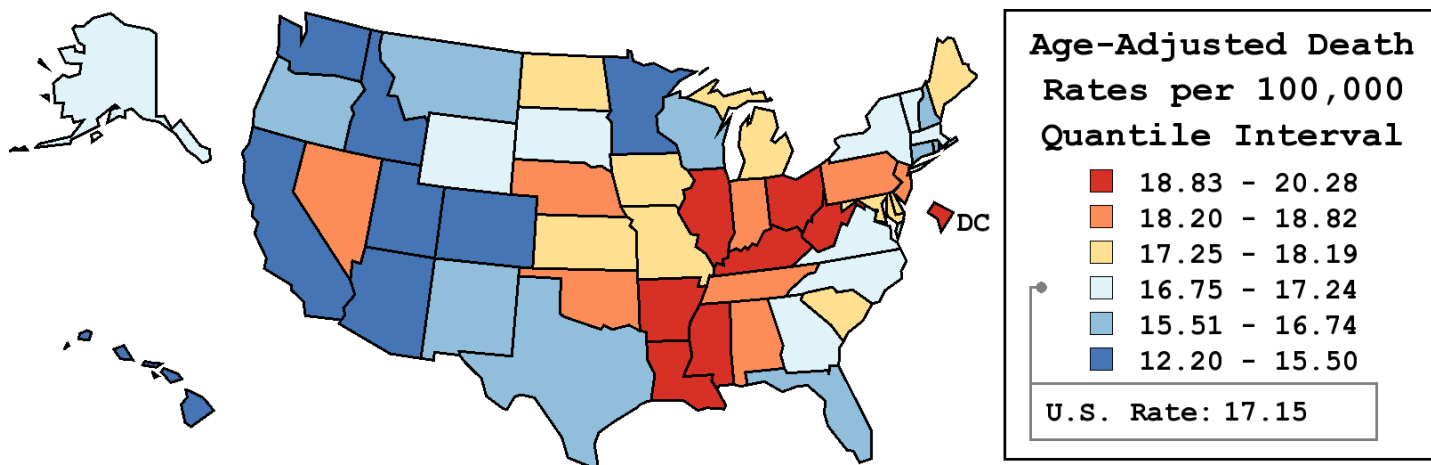 Age-Adjusted Death
Rates per 100,000
Quantile Interval
18.83 - 20.28
18.20 - 18.82
17.25 - 18.19
16.75 - 17.24
15.51 - 16.74
12.20 - 15.50
U.S. Rate: 17.15
DC